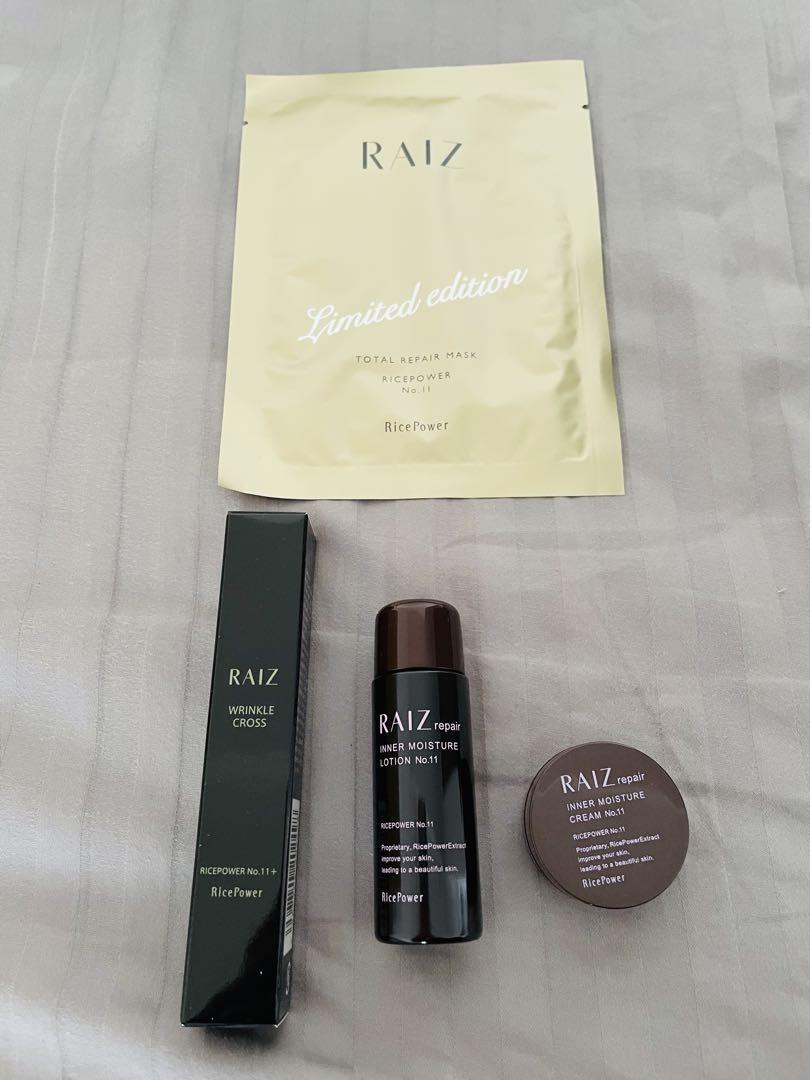 RAIZ
Limited edition
TOTAL REPAIR MASK
RICEPOWER
No.11
RicePower
RAIZ
WRINKLE
CROSS
RICEPOWER No.11+
RicePower
RAIZ repair
INNER MOISTURE
LOTION No.11
RICEPOWER No.11
Proprietary, RicePowerExtract
improve your skin,
leading to a beautiful skin.
RicePower
RAIZ repair
INNER MOISTURE
CREAM No.11
RICEPOWER No.11
Proprietary, RicePowerExtract
improve your skin,
leading to a beautiful skin.
RicePower